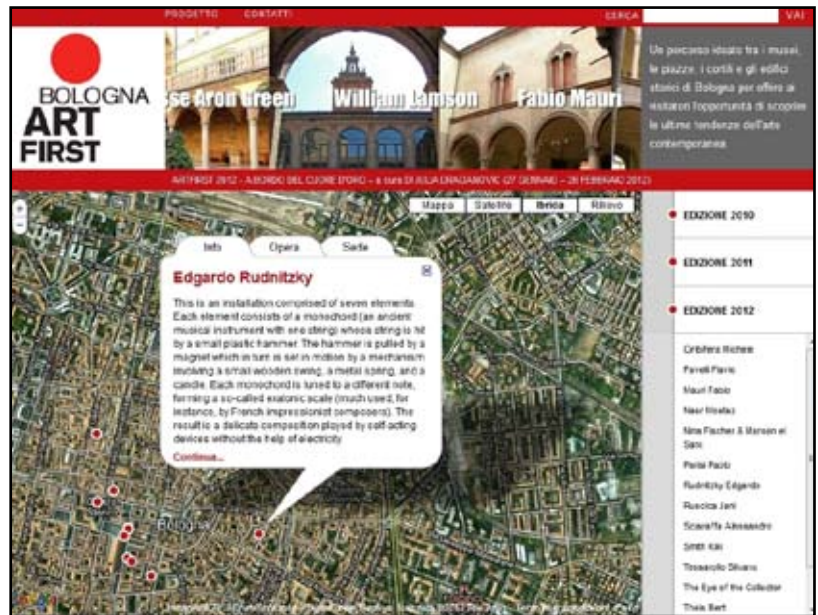 PROGETTO CONTATTI CERCA VAI
BOLOGNA
ART
FIRST
sse Aron Green William Lamson Fabio Mauri
Un percorso ideato tra i musei,
le piazze, i cortili e gli edifici
storici di Bologna per offrire ai
visitatori l'opportunità di scoprire
le ultime tendenze dell'arte
contemporanea
ARTFIRST 2012 - A BORDO DEL CUORE D'ORO – a cura DI JULIA DRAGANOVIC (27 GENNAIO – 26 FEBBRAIO 2012)
Mappa Satellite Ibrida Rilievo
Info Opera Sede
Edgardo Rudnitzky
This is an installation comprised of seven elements.
Each element consists of a monochord (an ancient
musical instrument with one string) whose string is hit
by a small plastic hammer. The hammer is pulled by a
magnet which in turn is set in motion by a mechanism
involving a small wooden swing, a metal spring, and a
candle. Each monochord is tuned to a different note,
forming a so-called exatonic scale (much used, for
instance, by French impressionist composers). The
result is a delicate composition played by self-acting
devices without the help of electricity.
Continua...
Bologna
EDIZIONE 2010
EDIZIONE 2011
EDIZIONE 2012
Favelli Flavio
Mauri Fabio
Nasr Moataz
Nina Fischer & Maroan el
Sani
Parisi Paolo
Rudnitzky Edgardo
Ruscica Jani
Scaraffa Alessandro
Smith Kiki
Tessarollo Silvano
The Eye of the Collector
Theis Bert